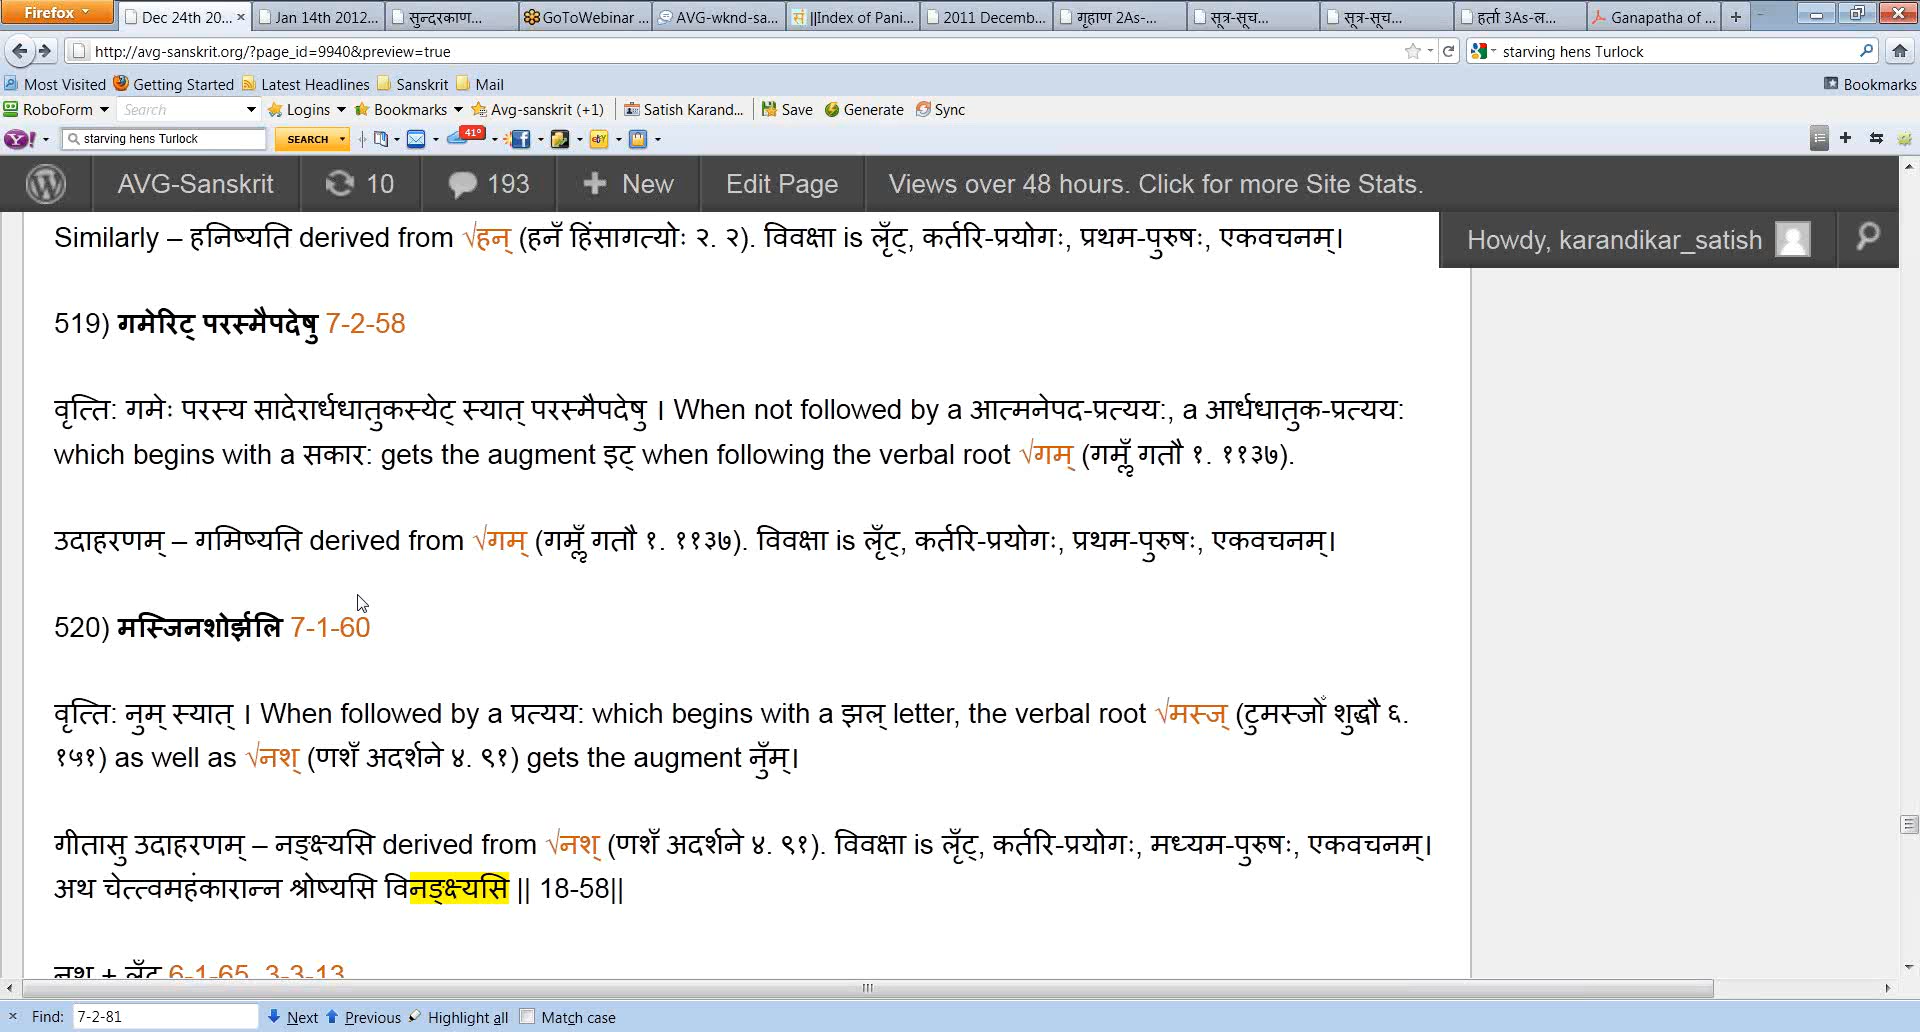 Firefox
Dec 24th 20...
Jan 14th 2012...
सुन्दरकाण...
GoToWebinar ...
AVG-wknd-sa...
||Index of Pani...
2011 Decemb...
गृहाण 2As-...
सूत्र-सूच...
सूत्र-सूच...
हर्ता 3As-ल...
Ganapatha of ...
http://avg-sanskrit.org/?page_id=9940&preview=true
starving hens Turlock
Most Visited Getting Started Latest Headlines Sanskrit Mail
Bookmarks
RoboForm Search Logins Bookmarks Avg-sanskrit (+1) Satish Karand... Save Generate Sync
starving hens Turlock SEARCH 41°
AVG-Sanskrit 10 193 New Edit Page Views over 48 hours. Click for more Site Stats.
Howdy, karandikar_satish
Similarly – हनिष्यति derived from √हन् (हनँ हिंसागत्योः २. २). विवक्षा is लृँट्, कर्तरि-प्रयोगः, प्रथम-पुरुषः, एकवचनम्।
519) गमेरिट् परस्मैपदेषु 7-2-58
वृत्ति: गमेः परस्य सादेरार्धधातुकस्येट् स्यात् परस्मैपदेषु । When not followed by a आत्मनेपद-प्रत्यय:, a आर्धधातुक-प्रत्यय:
which begins with a सकार: gets the augment इट् when following the verbal root √गम् (गमॢँ गतौ १. ११३७).
उदाहरणम् – गमिष्यति derived from √गम् (गमॢँ गतौ १. ११३७). विवक्षा is लृँट्, कर्तरि-प्रयोगः, प्रथम-पुरुषः, एकवचनम्।
520) मस्जिनशोर्झलि 7-1-60
वृत्ति: नुम् स्यात् । When followed by a प्रत्यय: which begins with a झल् letter, the verbal root √मस्ज् (टुमस्जोँ शुद्धौ ६.
१५१) as well as √नश् (णशँ अदर्शने ४. ९१) gets the augment नुँम्।
गीतासु उदाहरणम् – नङ्क्ष्यसि derived from √नश् (णशँ अदर्शने ४. ९१). विवक्षा is लृँट्, कर्तरि-प्रयोगः, मध्यम-पुरुषः, एकवचनम्।
अथ चेत्त्वमहंकारान्न श्रोष्यसि विनङ्क्ष्यसि || 18-58||
नश् + लृँट् 6-1-65, 3-3-13
Find: 7-2-81 Next Previous Highlight all Match case